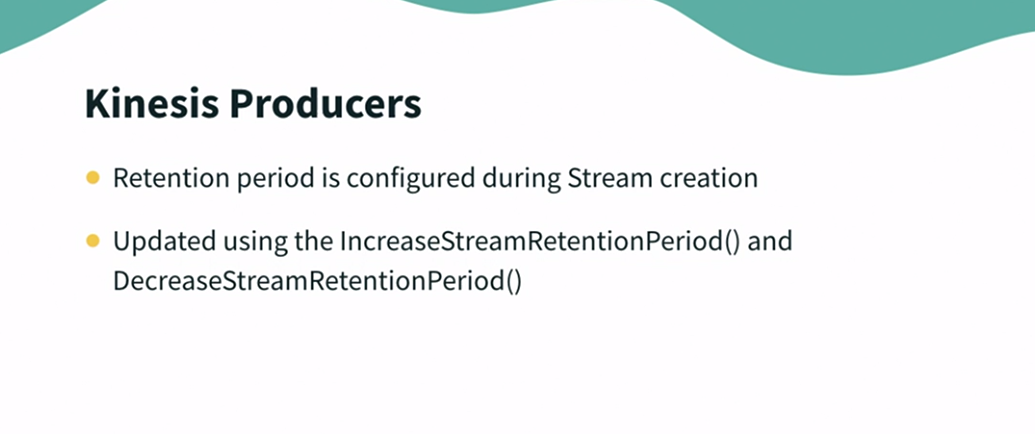 Kinesis Producers
Retention period is configured during Stream creation
Updated using the IncreaseStreamRetentionPeriod() and
DecreaseStreamRetentionPeriod()